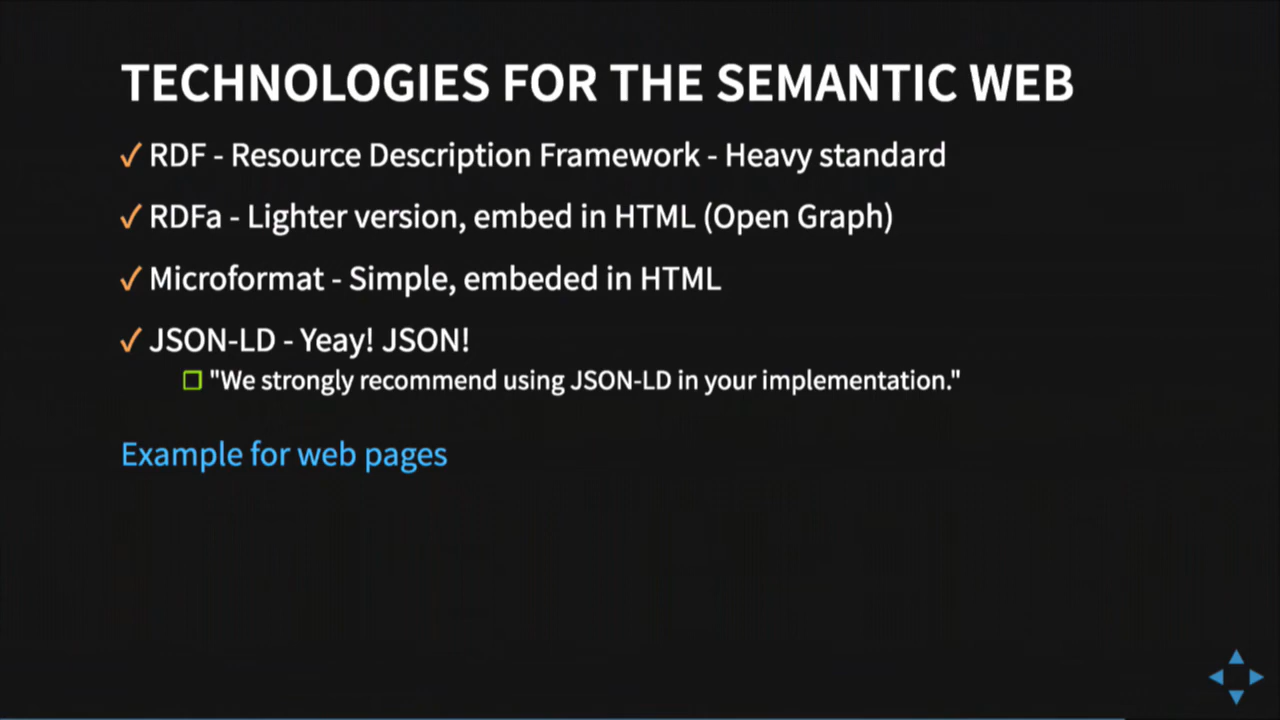 TECHNOLOGIES FOR THE SEMANTIC WEB
✓ RDF - Resource Description Framework - Heavy standard
✓ RDFa - Lighter version, embed in HTML (Open Graph)
✓ Microformat - Simple, embeded in HTML
✓ JSON-LD - Yeay! JSON!
"We strongly recommend using JSON-LD in your implementation."
Example for web pages